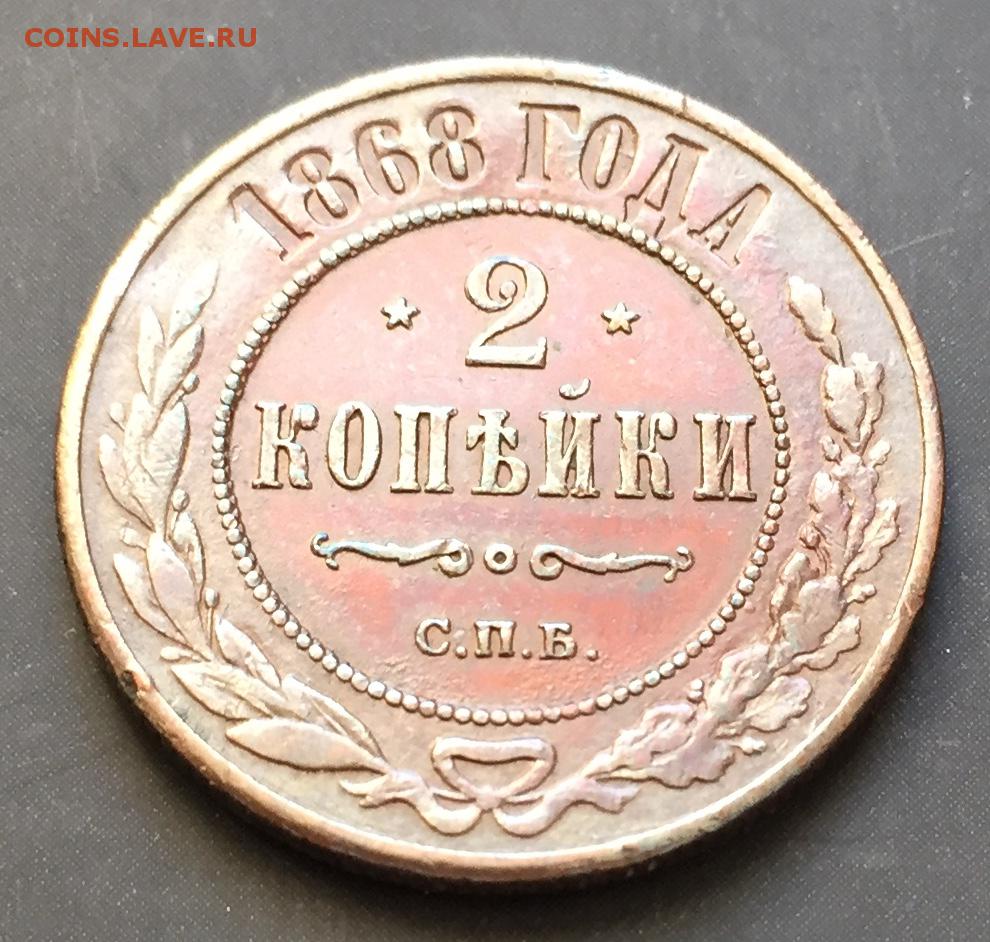 COINS.LAVE.RU
1868 ГОДА
2
КОПѢЙКИ
С.П.Б.